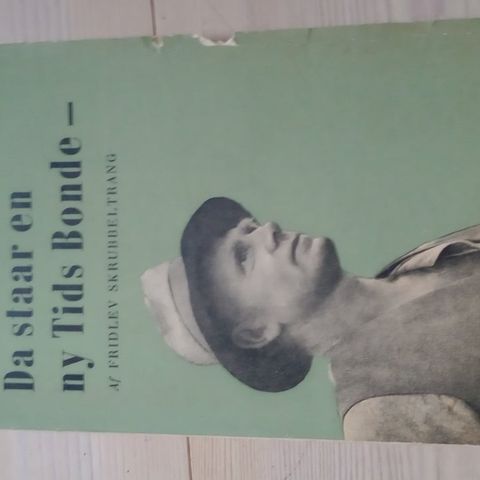 Da staar en
ny Tids Bonde –
Af FRIDLEV SKRUBBELTRANG